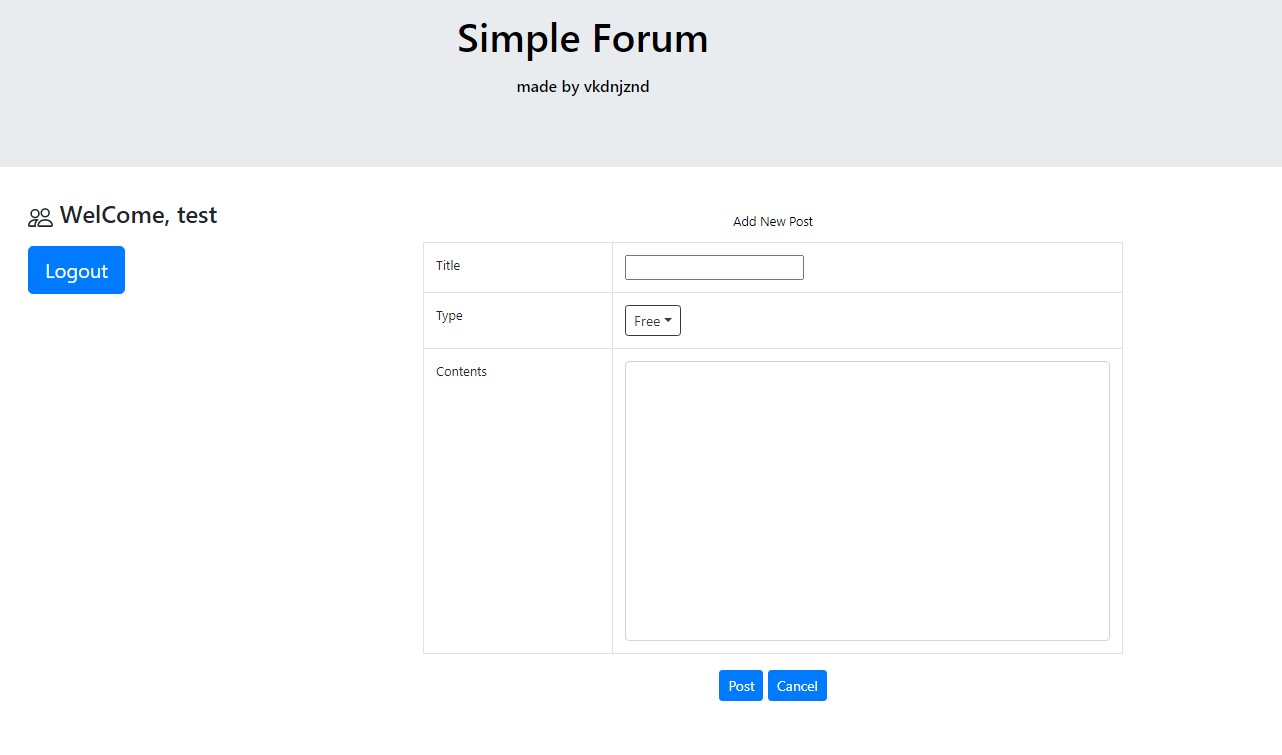 Simple Forum
made by vkdnjznd
WelCome, test
Logout
Add New Post
Title
Type
Free
Contents
Post Cancel